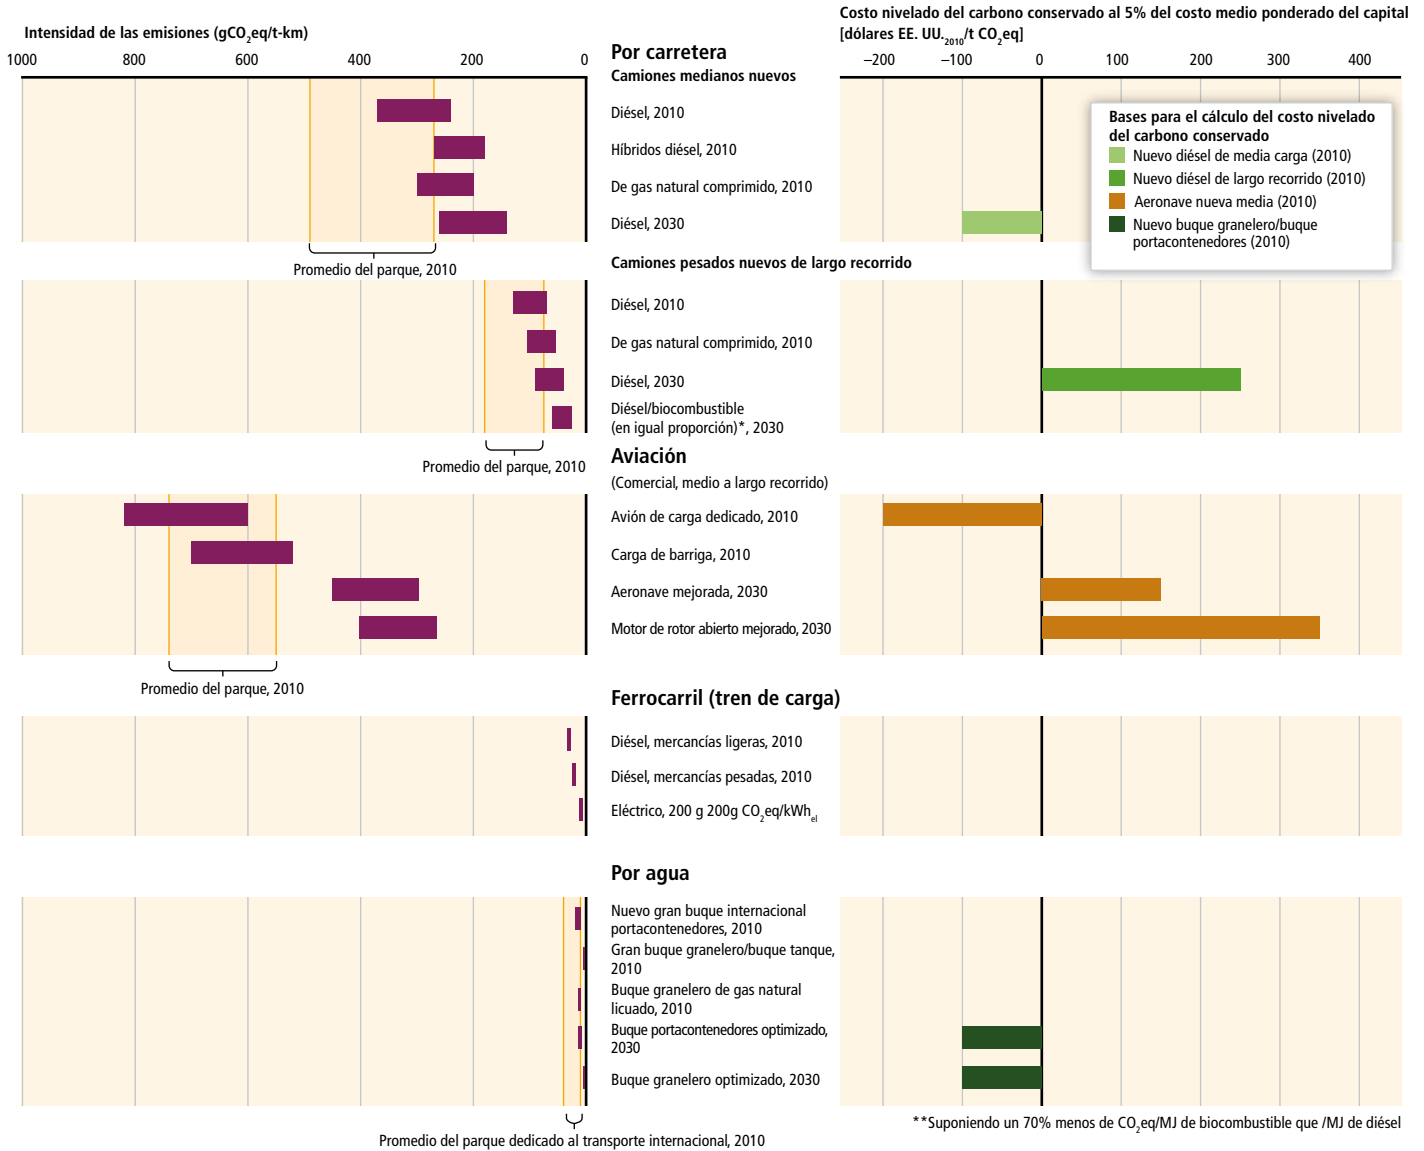 Intensidad de las emisiones (gCO2eq/t-km)
1000 800 600 400 200 0
Costo nivelado del carbono conservado al 5% del costo medio ponderado del capital
[dólares EE. UU.2010/t CO2eq]
–200 –100 0 100 200 300 400
Por carretera
Camiones medianos nuevos
Diésel, 2010
Híbridos diésel, 2010
De gas natural comprimido, 2010
Diésel, 2030
Promedio del parque, 2010
Bases para el cálculo del costo nivelado
del carbono conservado
Nuevo diésel de media carga (2010)
Nuevo diésel de largo recorrido (2010)
Aeronave nueva media (2010)
Nuevo buque granelero/buque
portacontenedores (2010)
Camiones pesados nuevos de largo recorrido
Diésel, 2010
De gas natural comprimido, 2010
Diésel, 2030
Diésel/biocombustible
(en igual proporción)*, 2030
Promedio del parque, 2010
Aviación
(Comercial, medio a largo recorrido)
Avión de carga dedicado, 2010
Carga de barriga, 2010
Aeronave mejorada, 2030
Motor de rotor abierto mejorado, 2030
Promedio del parque, 2010
Ferrocarril (tren de carga)
Diésel, mercancías ligeras, 2010
Diésel, mercancías pesadas, 2010
Eléctrico, 200 g 200g CO2eq/kWhel
Por agua
Nuevo gran buque internacional
portacontenedores, 2010
Gran buque granelero/buque tanque,
2010
Buque granelero de gas natural
licuado, 2010
Buque portacontenedores optimizado,
2030
Buque granelero optimizado, 2030
**Suponiendo un 70% menos de CO2eq/MJ de biocombustible que /MJ de diésel
Promedio del parque dedicado al transporte internacional, 2010